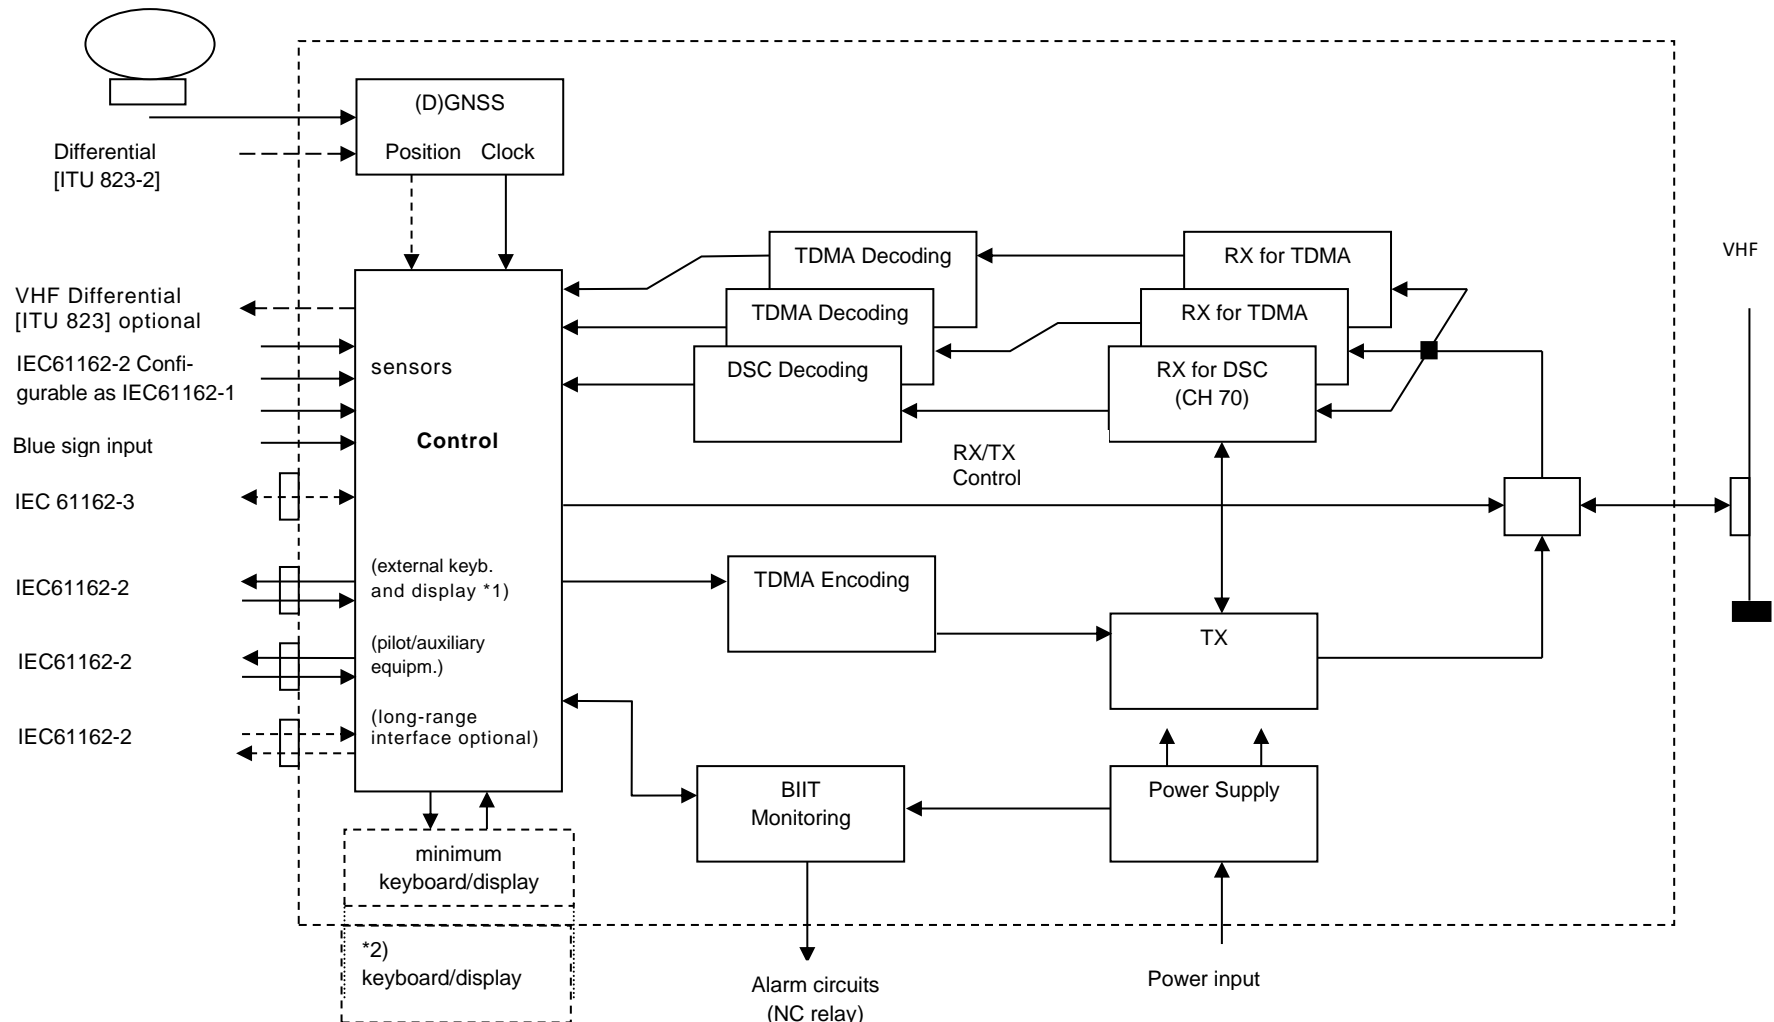 (D)GNSS
Position Clock
Differential
[ITU 823-2]
VHF Differential
[ITU 823] optional
IEC61162-2 Confi-
gurable as IEC61162-1
Blue sign input
IEC 61162-3
IEC61162-2
IEC61162-2
IEC61162-2
sensors
Control
(external keyb.
and display *1)
(pilot/auxiliary
equipm.)
(long-range
interface optional)
TDMA Decoding
TDMA Decoding
DSC Decoding
RX for TDMA
RX for TDMA
RX for DSC
(CH 70)
VHF
RX/TX
Control
TDMA Encoding
TX
BIIT
Monitoring
Power Supply
minimum
keyboard/display
*2)
keyboard/display
Alarm circuits
(NC relay)
Power input